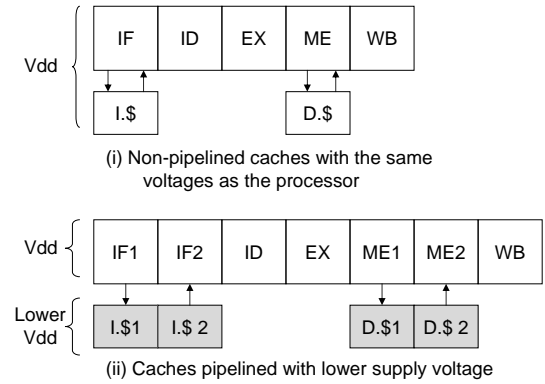 IF ID EX ME WB
Vdd
I.$ D.$
(i) Non-pipelined caches with the same
voltages as the processor
Vdd
IF1 IF2 ID EX ME1 ME2 WB
Lower
Vdd
I.$1 I.$ 2 D.$1 D.$ 2
(ii) Caches pipelined with lower supply voltage